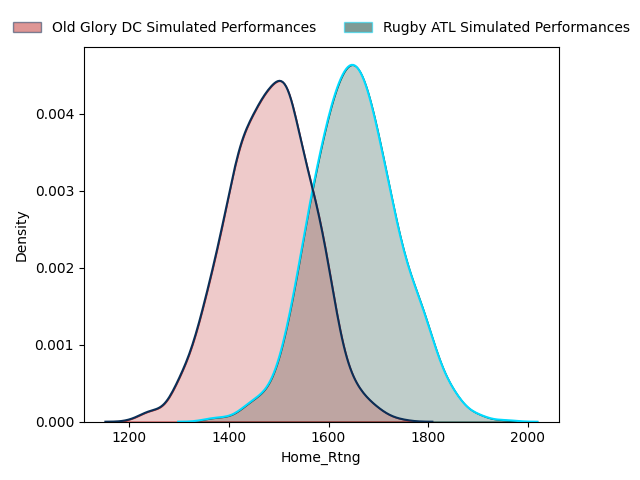 Old Glory DC Simulated Performances Rugby ATL Simulated Performances
0.004
0.003
0.002
0.001
0.000
Density
1200 1400 1600 1800 2000
Home_Rtng